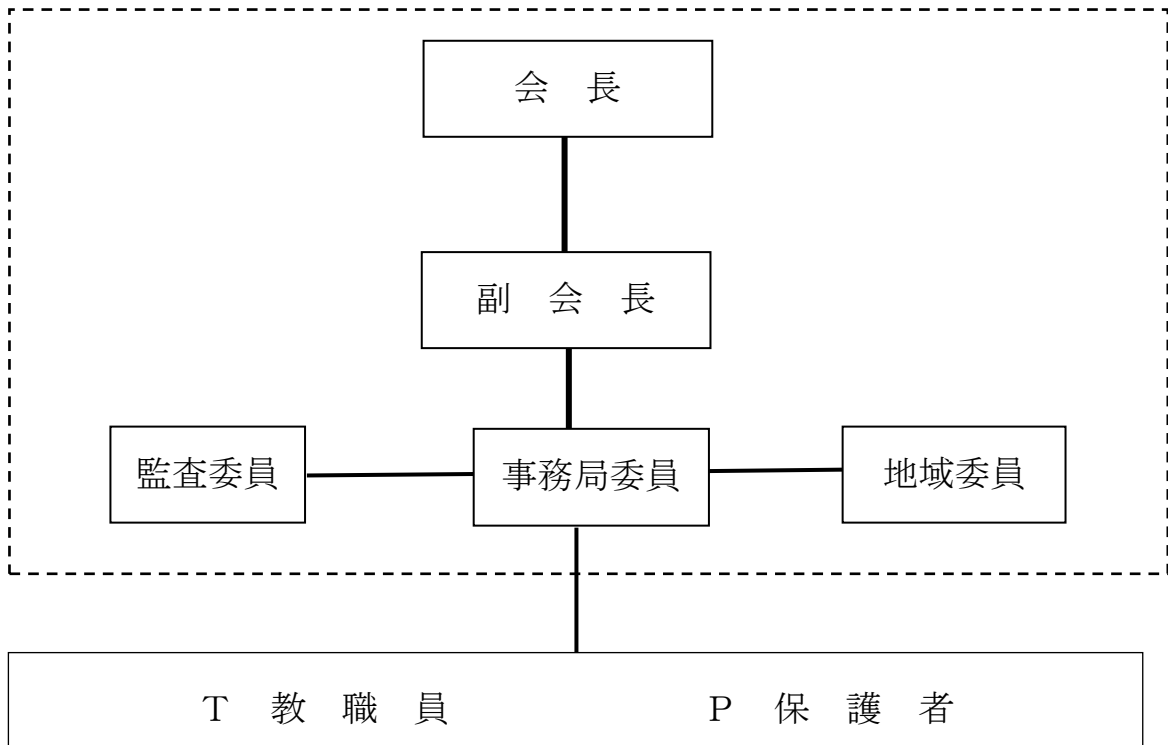 会　長
副　会　長
監査委員
事務局委員
地域委員
Ｔ　教　職　員
Ｐ　保　護　者